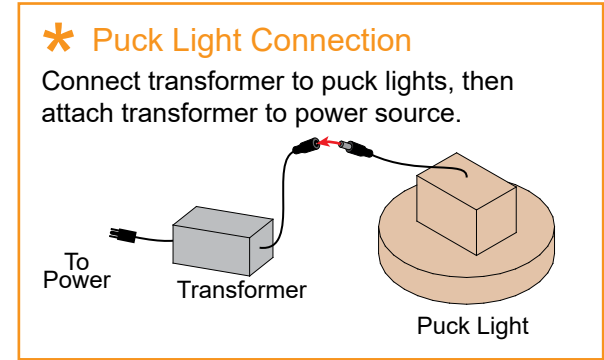 * Puck Light Connection
Connect transformer to puck lights, then
attach transformer to power source.
To
Power
Transformer
Puck Light